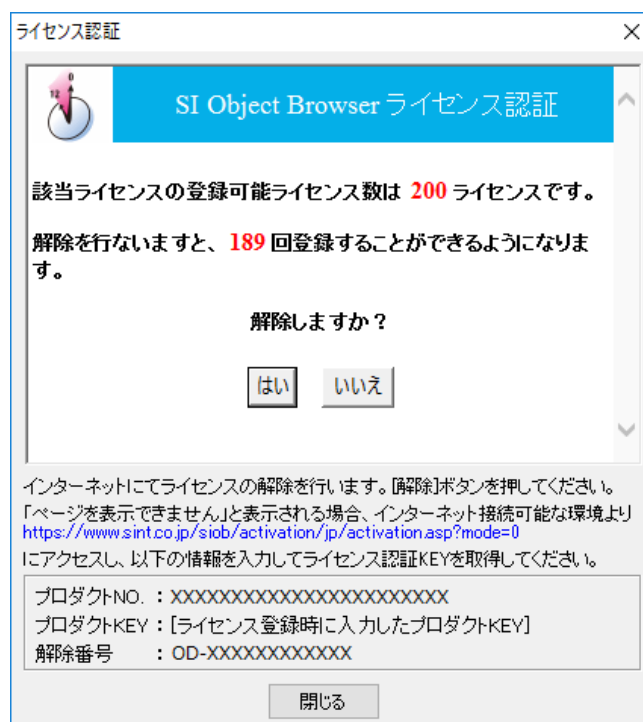 ライセンス認証
12 0
SI Object Browser ライセンス認証
該当ライセンスの登録可能ライセンス数は 200 ライセンスです。
解除を行ないますと、189 回登録することができるようになりま
す。
解除しますか？
はい いいえ
インターネットにてライセンスの解除を行います。[解除]ボタンを押してください。
「ページを表示できません」と表示される場合、インターネット接続可能な環境より
https://www.sint.co.jp/siob/activation/jp/activation.asp?mode=0
にアクセスし、以下の情報を入力してライセンス認証KEYを取得してください。
プロダクトNO. ：XXXXXXXXXXXXXXXXXXXXXXX
プロダクトKEY：[ライセンス登録時に入力したプロダクトKEY]
解除番号 ：OD-XXXXXXXXXXXX
閉じる